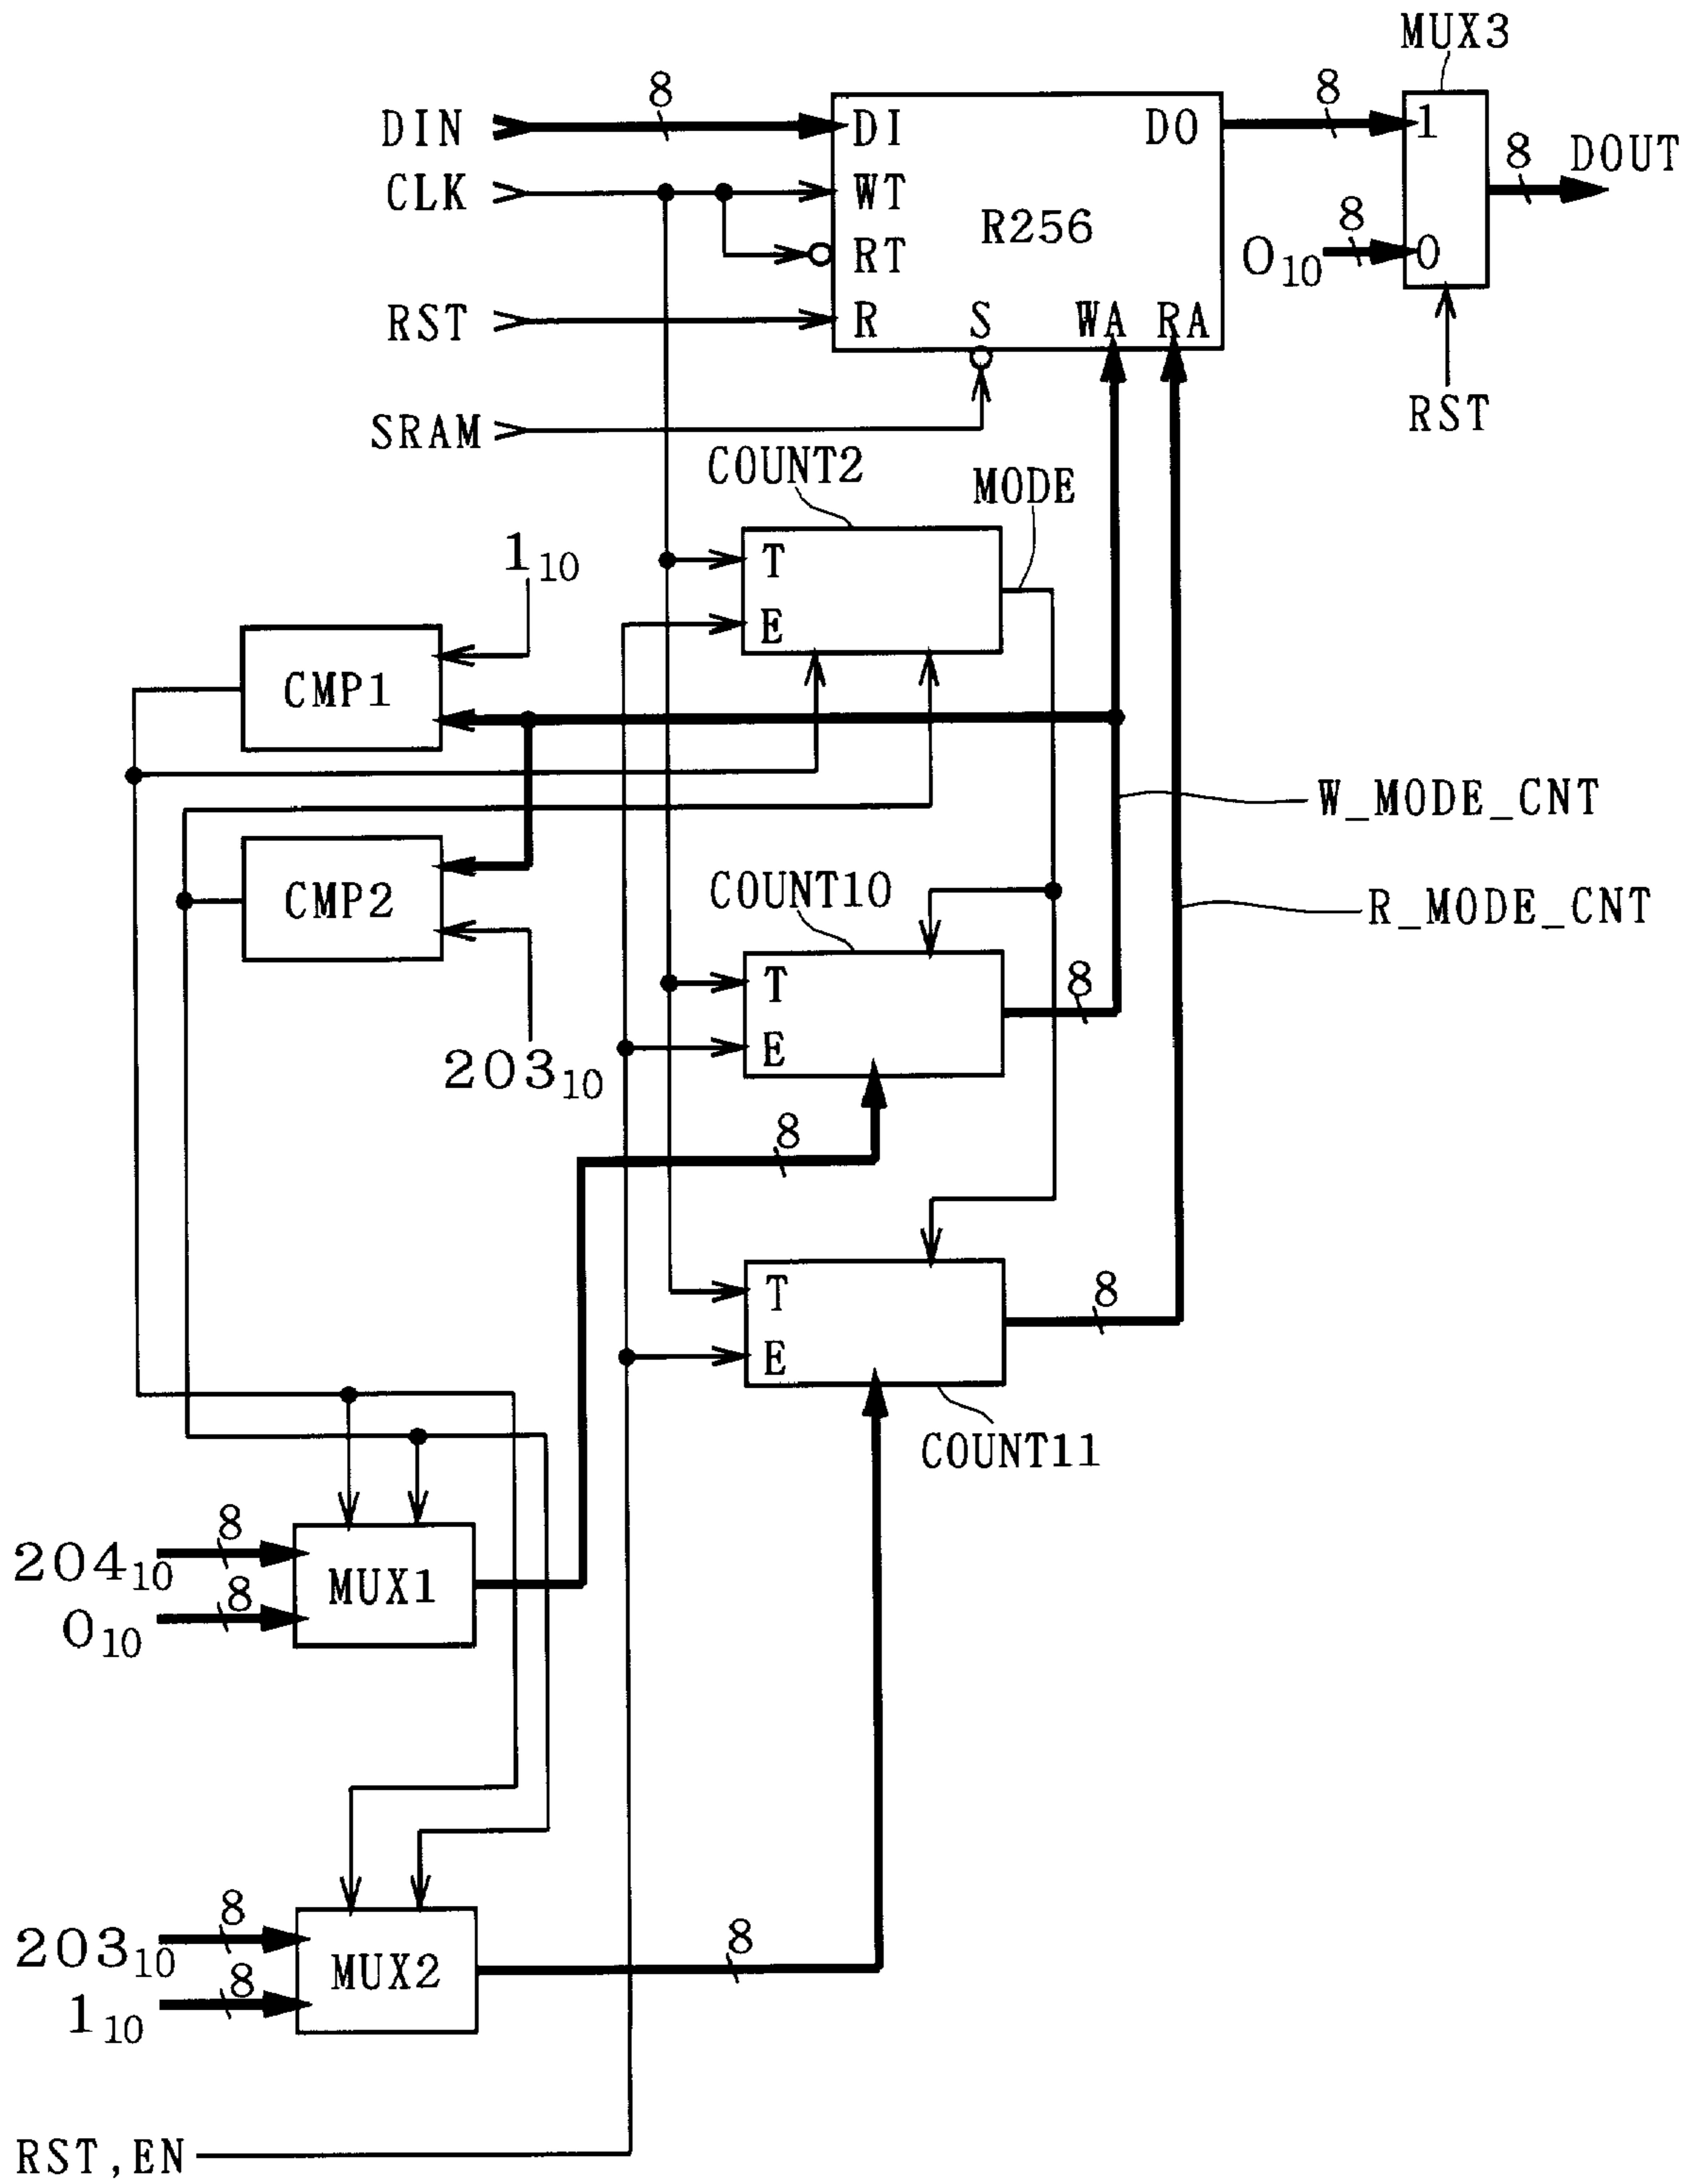 MUX3
DIN 8 DI DO 8 1
8 DOUT
CLK WT R256
RT 8
0₁₀ 0
RST R S WA RA
SRAM RST
COUNT2 MODE
1₁₀ T
E
CMP1
W_MODE_CNT
CMP2 COUNT10 R_MODE_CNT
T 8
203₁₀ E
8
T 8
E
COUNT11
204₁₀ 8
MUX1
0₁₀ 8
203₁₀ 8
MUX2 8
1₁₀ 8
RST,EN